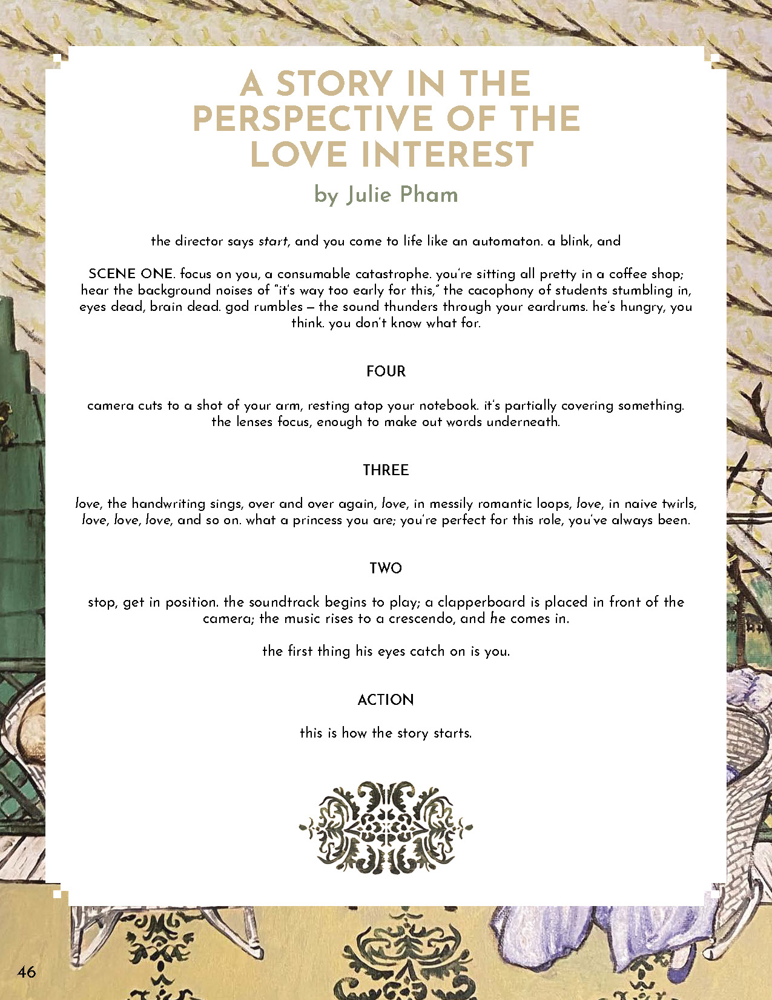 A STORY IN THE
PERSPECTIVE OF THE
LOVE INTEREST
by Julie Pham
the director says start, and you come to life like an automaton. a blink, and
SCENE ONE. focus on you, a consumable catastrophe. you're sitting all pretty in a coffee shop;
hear the background noises of "it's way too early for this," the cacophony of students stumbling in,
eyes dead, brain dead. god rumbles – the sound thunders through your eardrums. he's hungry, you
think. you don't know what for.
FOUR
camera cuts to a shot of your arm, resting atop your notebook. it's partially covering something.
the lenses focus, enough to make out words underneath.
THREE
love, the handwriting sings, over and over again, love, in messily romantic loops, love, in naive twirls,
love, love, love, and so on. what a princess you are; you're perfect for this role, you've always been.
TWO
stop, get in position. the soundtrack begins to play; a clapperboard is placed in front of the
camera; the music rises to a crescendo, and he comes in.
the first thing his eyes catch on is you.
ACTION
this is how the story starts.
46